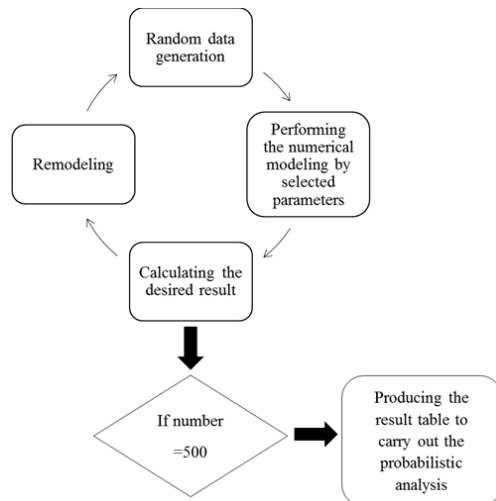 Random data
generation
Performing
the numerical
modeling by
selected
parameters
Remodeling
Calculating the
desired result
If number
=500
Producing the
result table to
carry out the
probabilistic
analysis